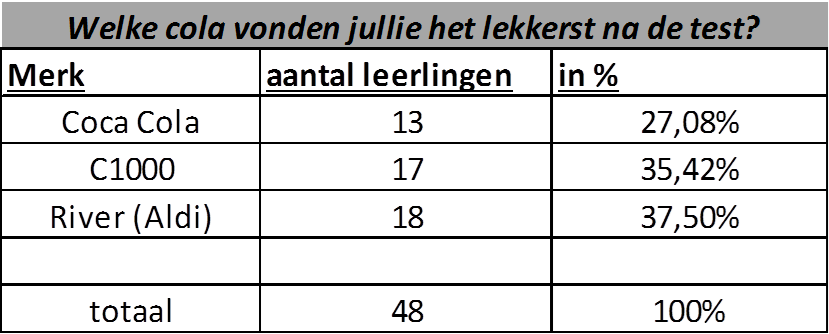 Welke cola vonden jullie het lekkerst na de test?
Merk aantal leerlingen in %
Coca Cola 13 27,08%
C1000 17 35,42%
River (Aldi) 18 37,50%
totaal 48 100%